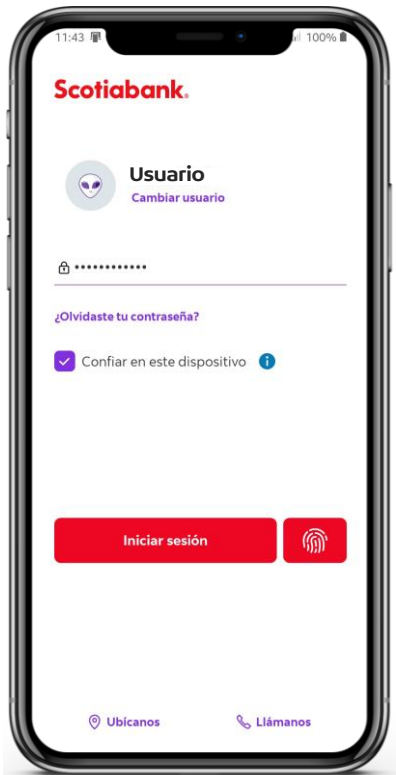 11:43 100%
Scotiabank.
Usuario
Cambiar usuario
¿Olvidaste tu contraseña?
Confiar en este dispositivo
Iniciar sesión
Ubícanos Llámanos